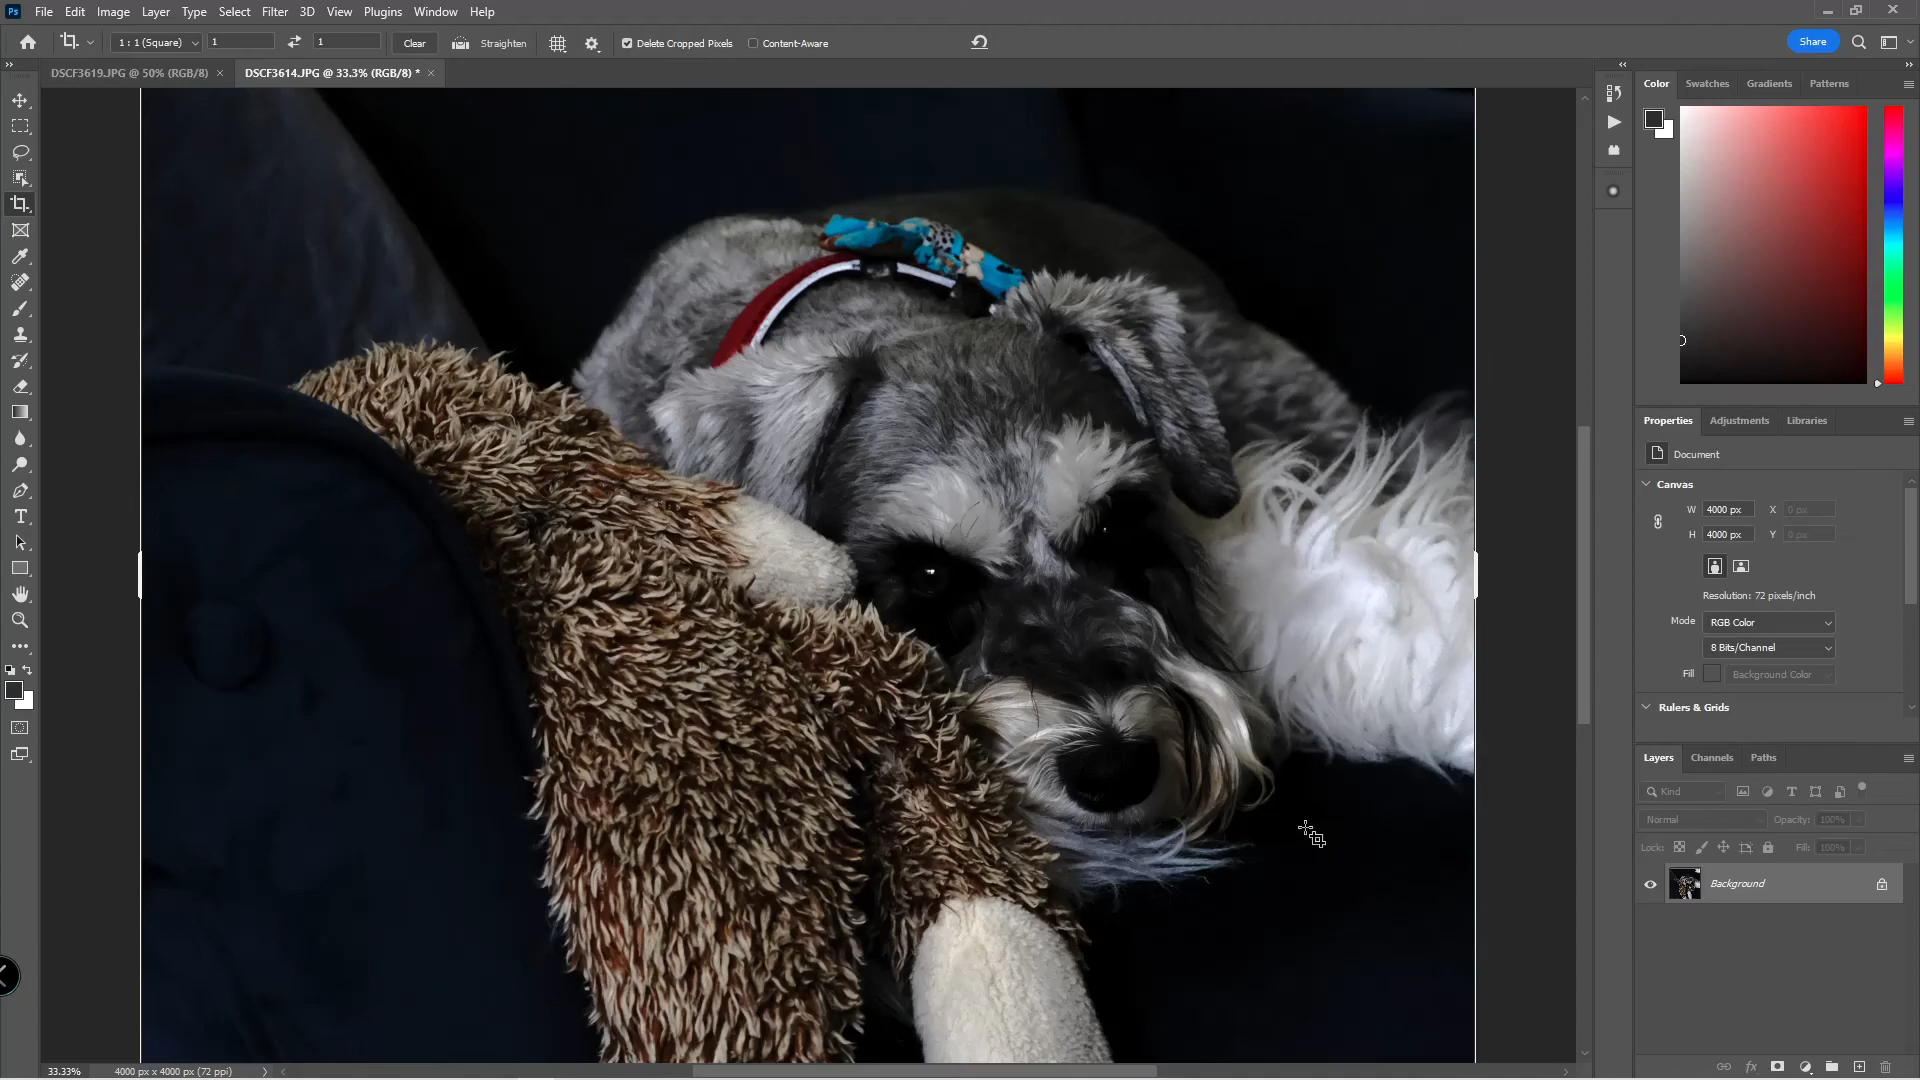 Ps File Edit Image Layer Type Select Filter 3D View Plugins Window Help
1 : 1 (Square) 1 1 Clear Straighten Delete Cropped Pixels Content-Aware Share
DSCF3619.JPG @ 50% (RGB/8) × DSCF3614.JPG @ 33.3% (RGB/8) * ×
Color Swatches Gradients Patterns
Properties Adjustments Libraries
Document
Canvas
W 4000 px X 0 px
H 4000 px Y 0 px
Resolution: 72 pixels/inch
Mode RGB Color
8 Bits/Channel
Fill Background Color
Rulers & Grids
Layers Channels Paths
Kind
Normal Opacity: 100%
Lock: Fill: 100%
Background
33.33% 4000 px x 4000 px (72 ppi)